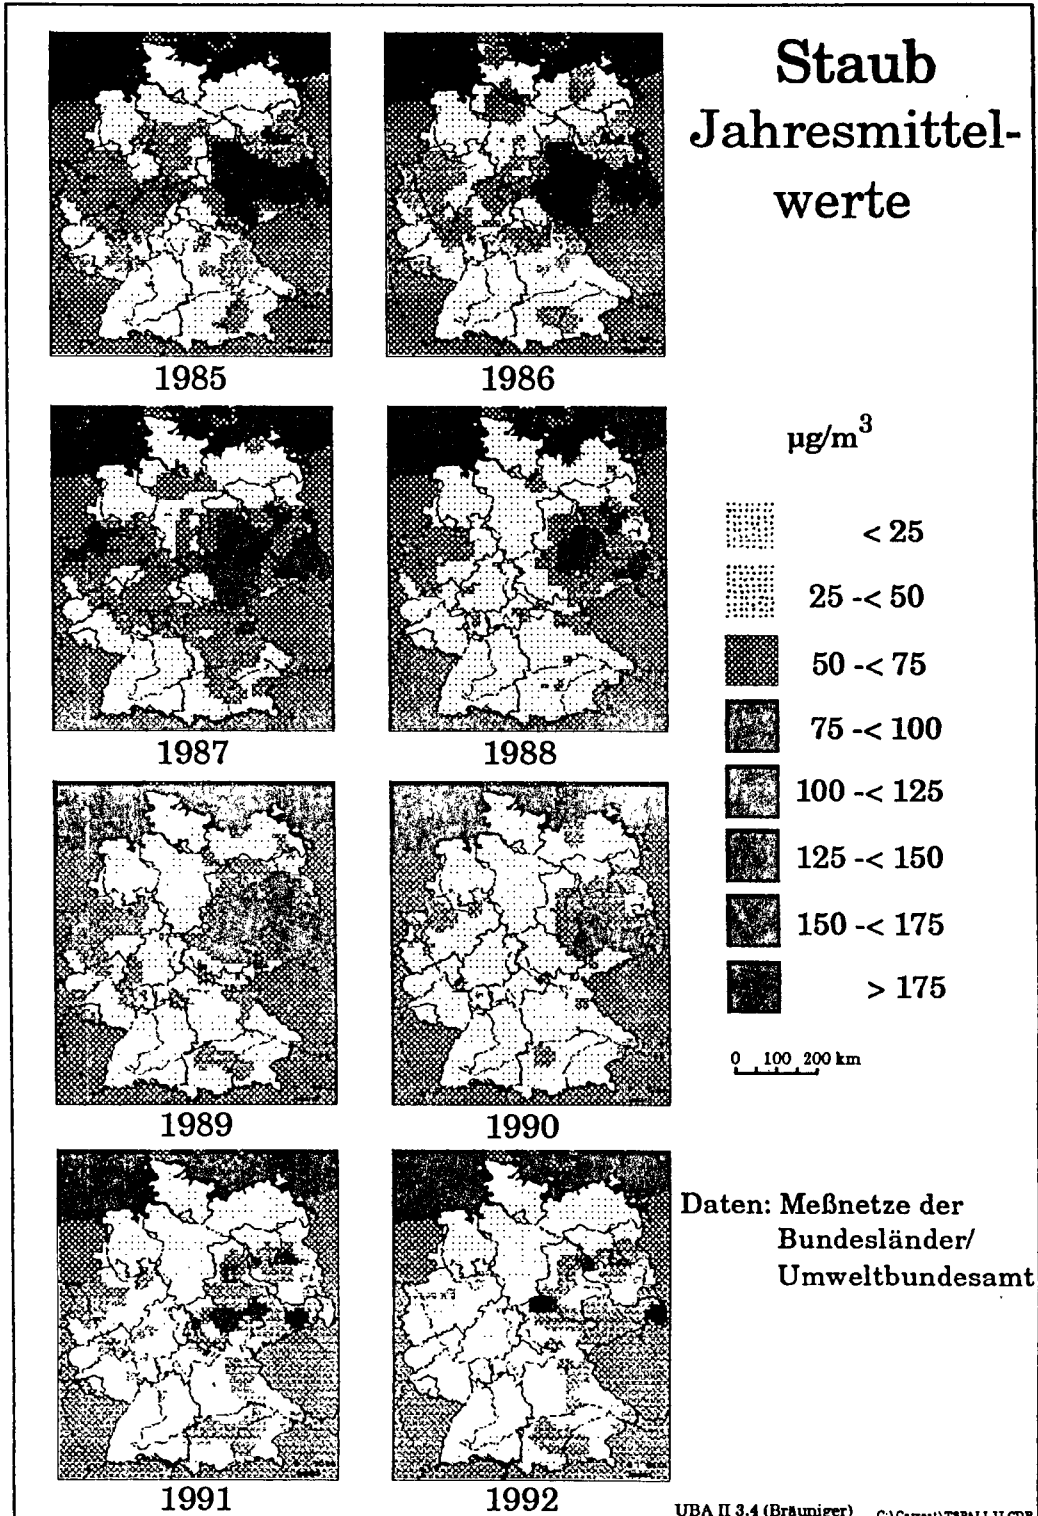 Staub
Jahresmittel-
werte
1985
1986
1987
1988
1989
1990
1991
1992
µg/m³
< 25
25 -< 50
50 -< 75
75 -< 100
100 -< 125
125 -< 150
150 -< 175
> 175
0 100 200 km
Daten: Meßnetze der
Bundesländer/
Umweltbundesamt
UBA II 3.4 (Bräuniger)